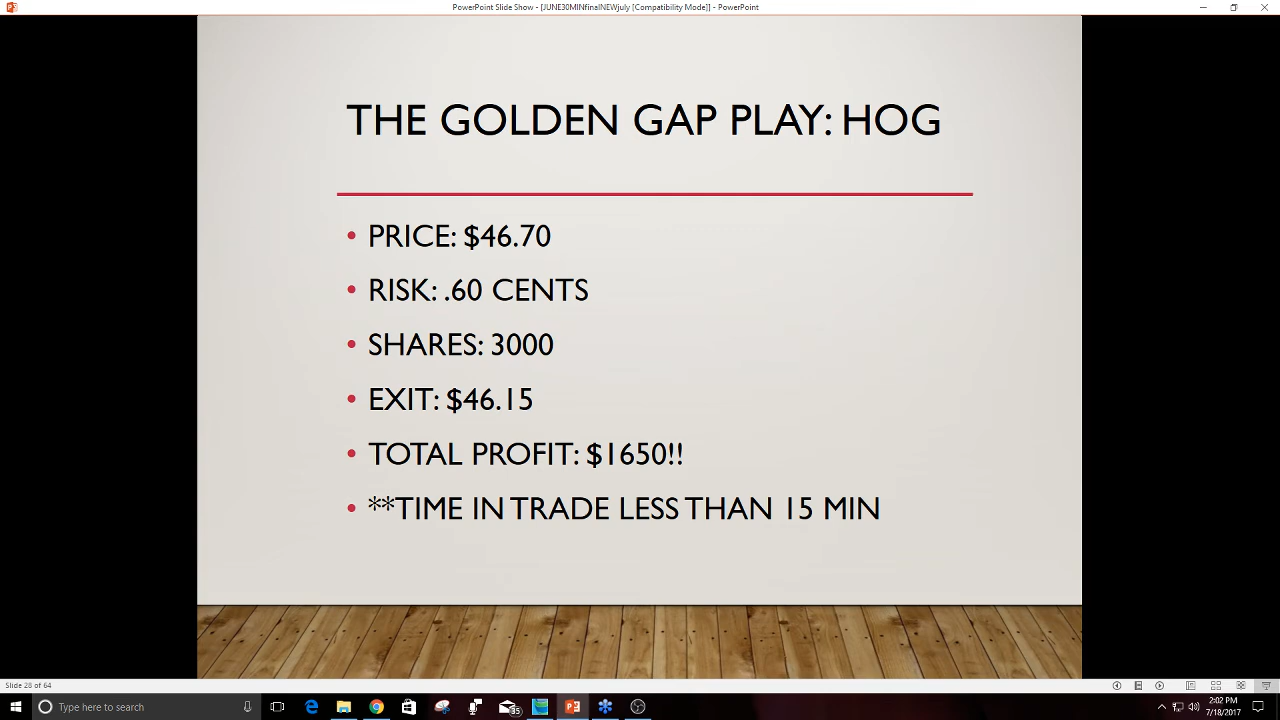 PowerPoint Slide Show - [JUNE30MINfinalNEWjuly [Compatibility Mode]] - PowerPoint
THE GOLDEN GAP PLAY: HOG
• PRICE: $46.70
• RISK: .60 CENTS
• SHARES: 3000
• EXIT: $46.15
• TOTAL PROFIT: $1650!!
• **TIME IN TRADE LESS THAN 15 MIN
Slide 28 of 64
Type here to search
35
2:02 PM
7/18/2017